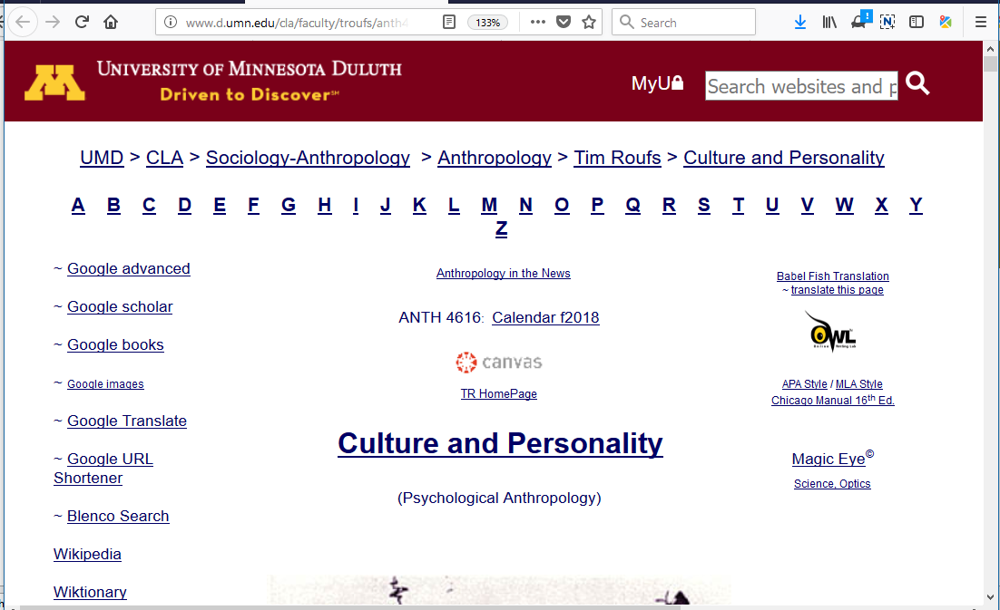 www.d.umn.edu/cla/faculty/troufs/anth4
133%
Search
1
N
UNIVERSITY OF MINNESOTA DULUTH
Driven to Discover℠
MyU
Search websites and p
UMD > CLA > Sociology-Anthropology > Anthropology > Tim Roufs > Culture and Personality
A B C D E F G H I J K L M N O P Q R S T U V W X Y
Z
~ Google advanced
~ Google scholar
~ Google books
~ Google images
~ Google Translate
~ Google URL
Shortener
~ Blenco Search
Wikipedia
Wiktionary
Anthropology in the News
ANTH 4616: Calendar f2018
canvas
TR HomePage
Culture and Personality
(Psychological Anthropology)
Babel Fish Translation
~ translate this page
OWL
Online Writing Lab
APA Style / MLA Style
Chicago Manual 16th Ed.
Magic Eye©
Science, Optics